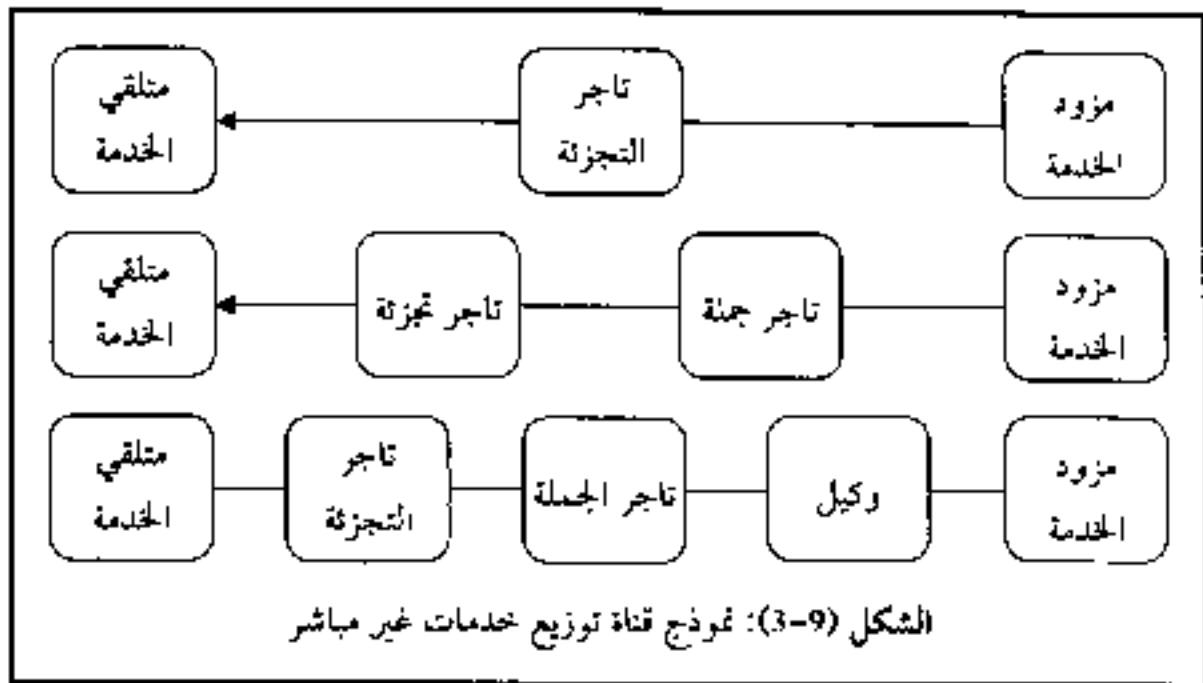 مزود
الخدمة
تاجر
التجزئة
متلقي
الخدمة
مزود
الخدمة
تاجر جملة
تاجر تجزئة
متلقي
الخدمة
مزود
الخدمة
وكيل
تاجر الجملة
تاجر
التجزئة
متلقي
الخدمة
الشكل (9-3): نموذج قناة توزيع خدمات غير مباشر